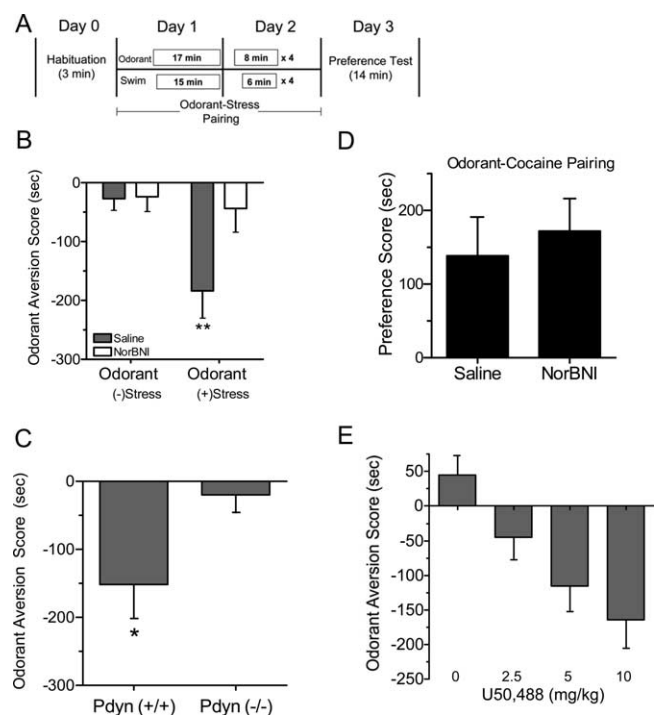 A
Day 0 Day 1 Day 2 Day 3
Habituation
(3 min)
Odorant 17 min 8 min x 4
Swim 15 min 6 min x 4
Preference Test
(14 min)
Odorant-Stress
Pairing
B
Odorant Aversion Score (sec)
0
-100
-200
-300
**
Saline
NorBNI
Odorant Odorant
(-)Stress (+)Stress
C
Odorant Aversion Score (sec)
0
-100
-200
-300
*
Pdyn (+/+) Pdyn (-/-)
D
Odorant-Cocaine Pairing
Preference Score (sec)
200
100
0
Saline NorBNI
E
Odorant Aversion Score (sec)
50
0
-50
-100
-150
-200
-250
0 2.5 5 10
U50,488 (mg/kg)